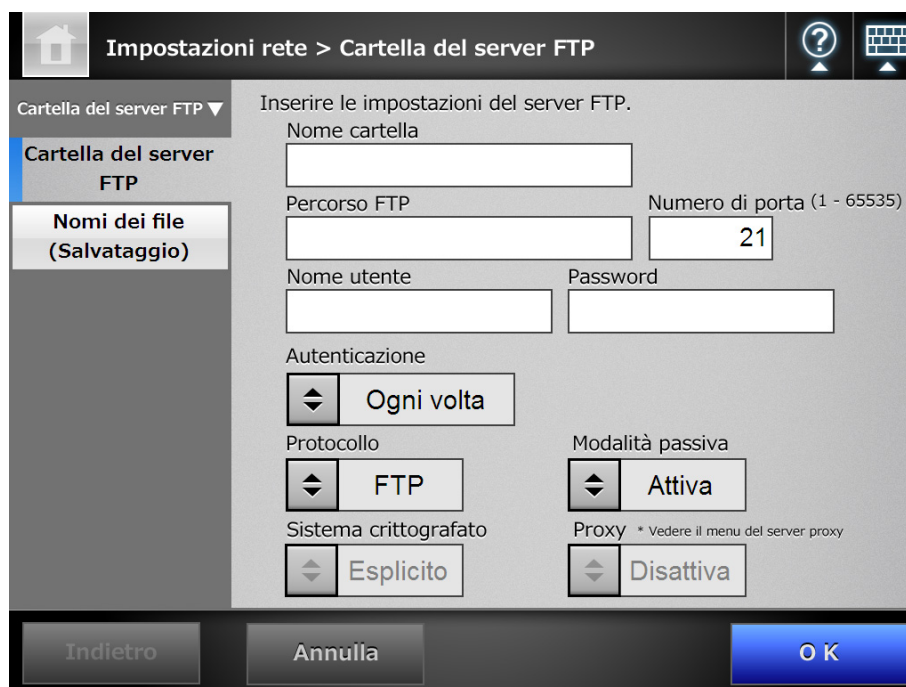 Impostazioni rete > Cartella del server FTP
Cartella del server FTP ▼
Cartella del server
FTP
Nomi dei file
(Salvataggio)
Inserire le impostazioni del server FTP.
Nome cartella
Percorso FTP
Numero di porta (1 - 65535)
21
Nome utente
Password
Autenticazione
Ogni volta
Protocollo
Modalità passiva
FTP
Attiva
Sistema crittografato
Proxy * Vedere il menu del server proxy
Esplicito
Disattiva
Indietro
Annulla
OK